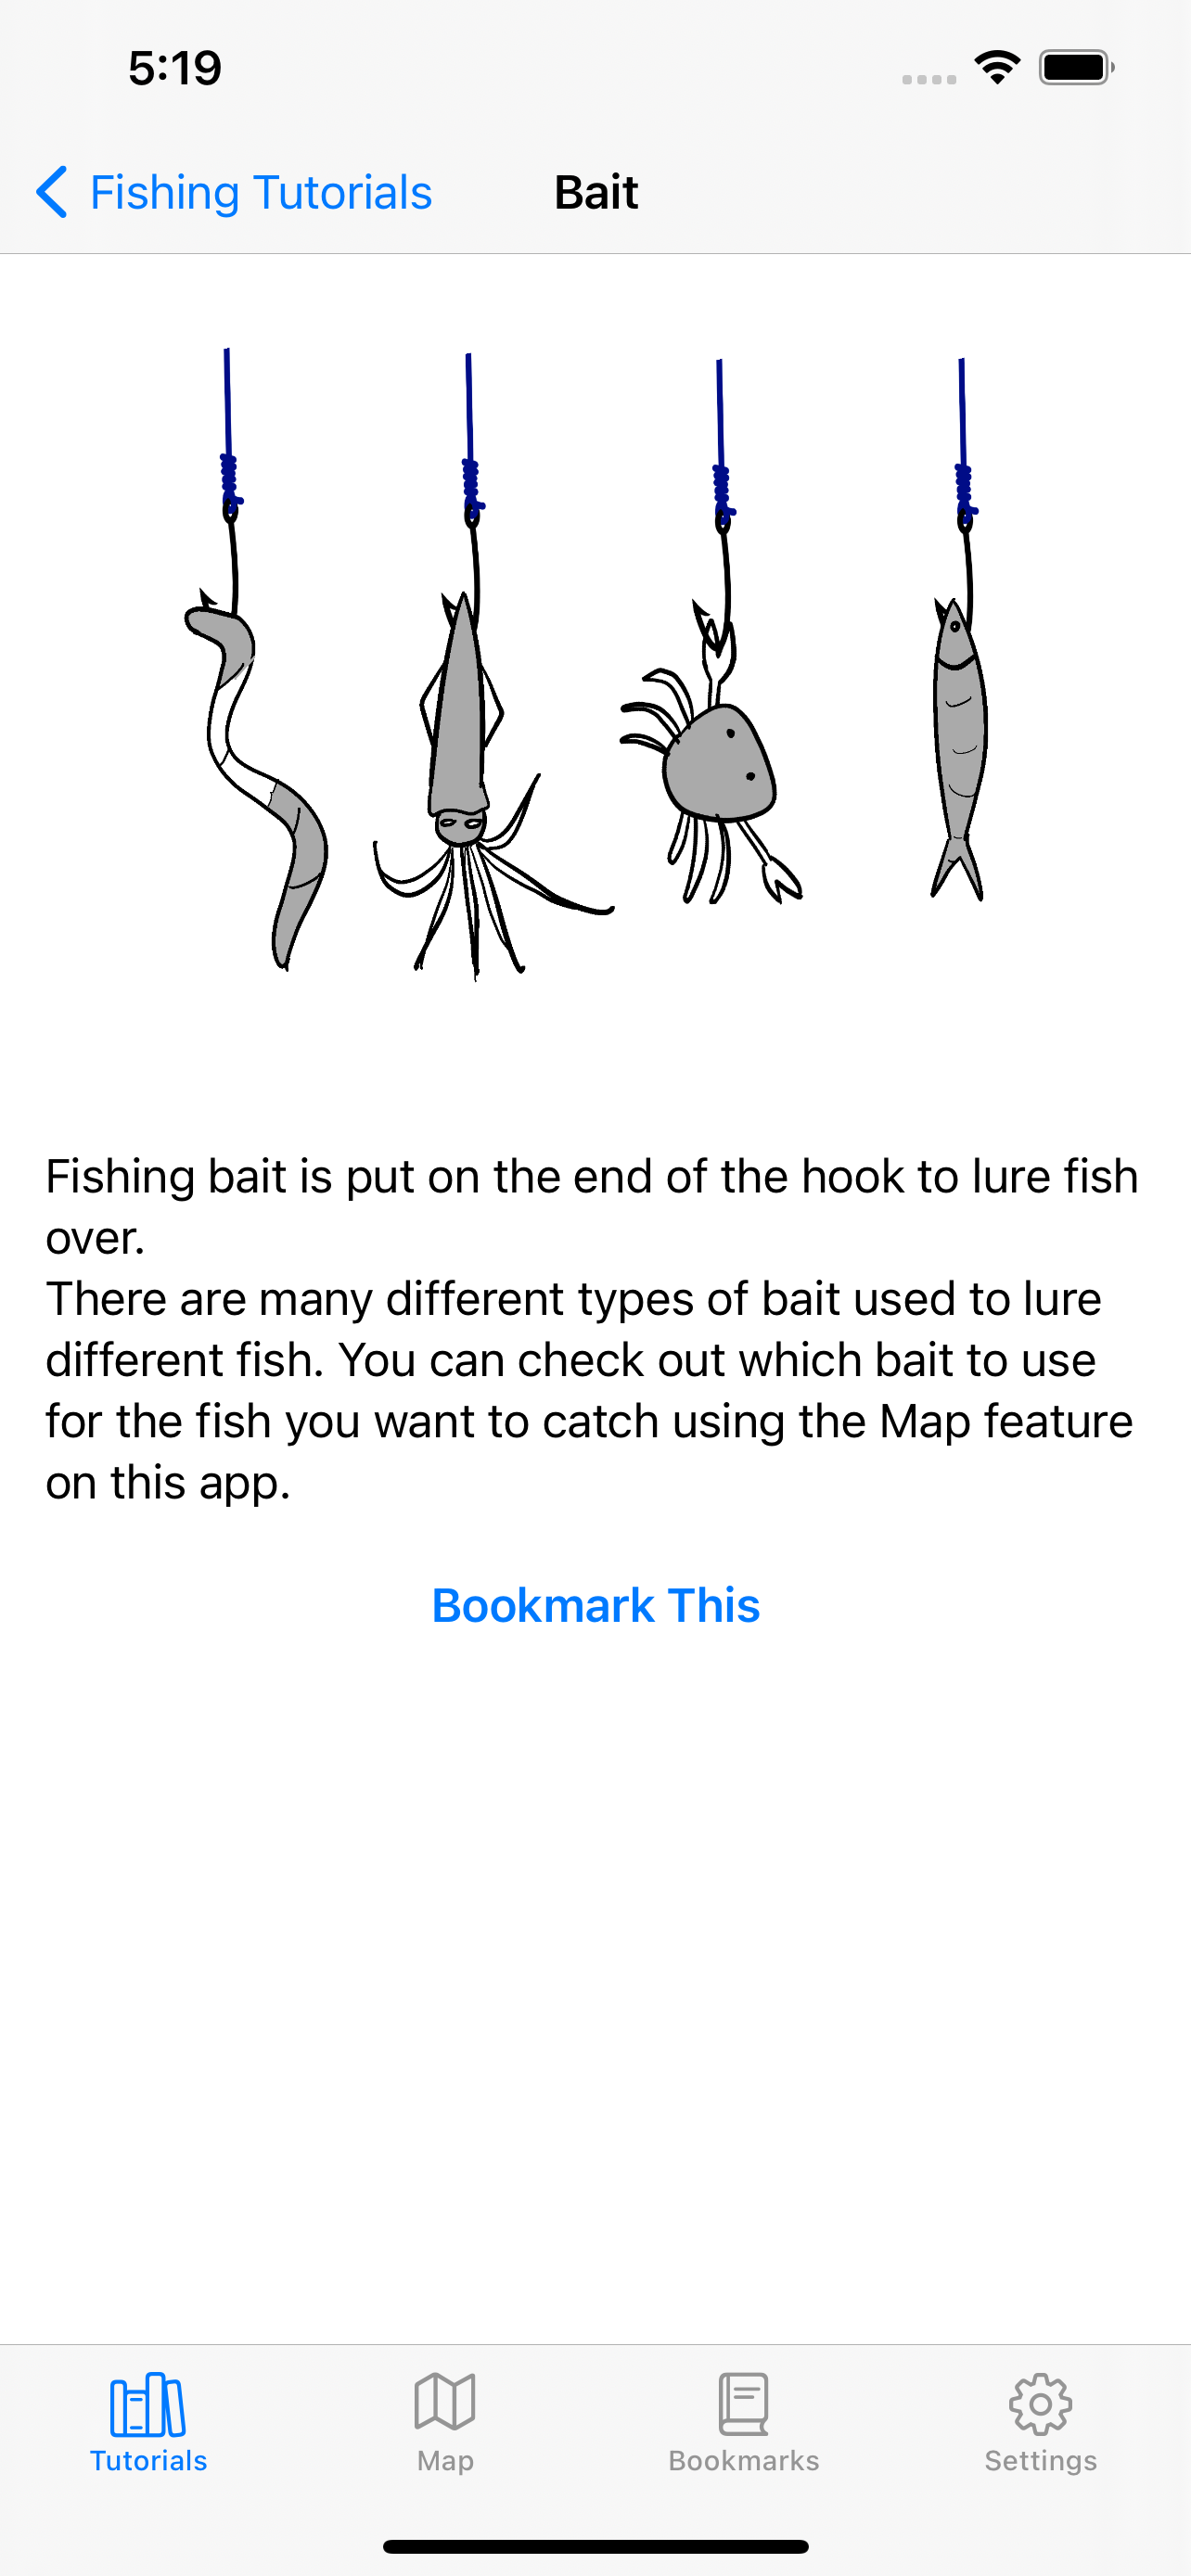 5:19
Fishing Tutorials Bait
Fishing bait is put on the end of the hook to lure fish
over.
There are many different types of bait used to lure
different fish. You can check out which bait to use
for the fish you want to catch using the Map feature
on this app.
Bookmark This
Tutorials Map Bookmarks Settings